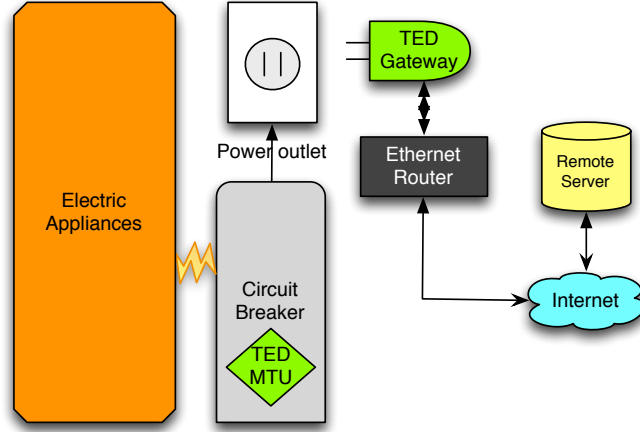 TED
Gateway
Power outlet
Ethernet
Router
Remote
Server
Electric
Appliances
Circuit
Breaker
Internet
TED
MTU